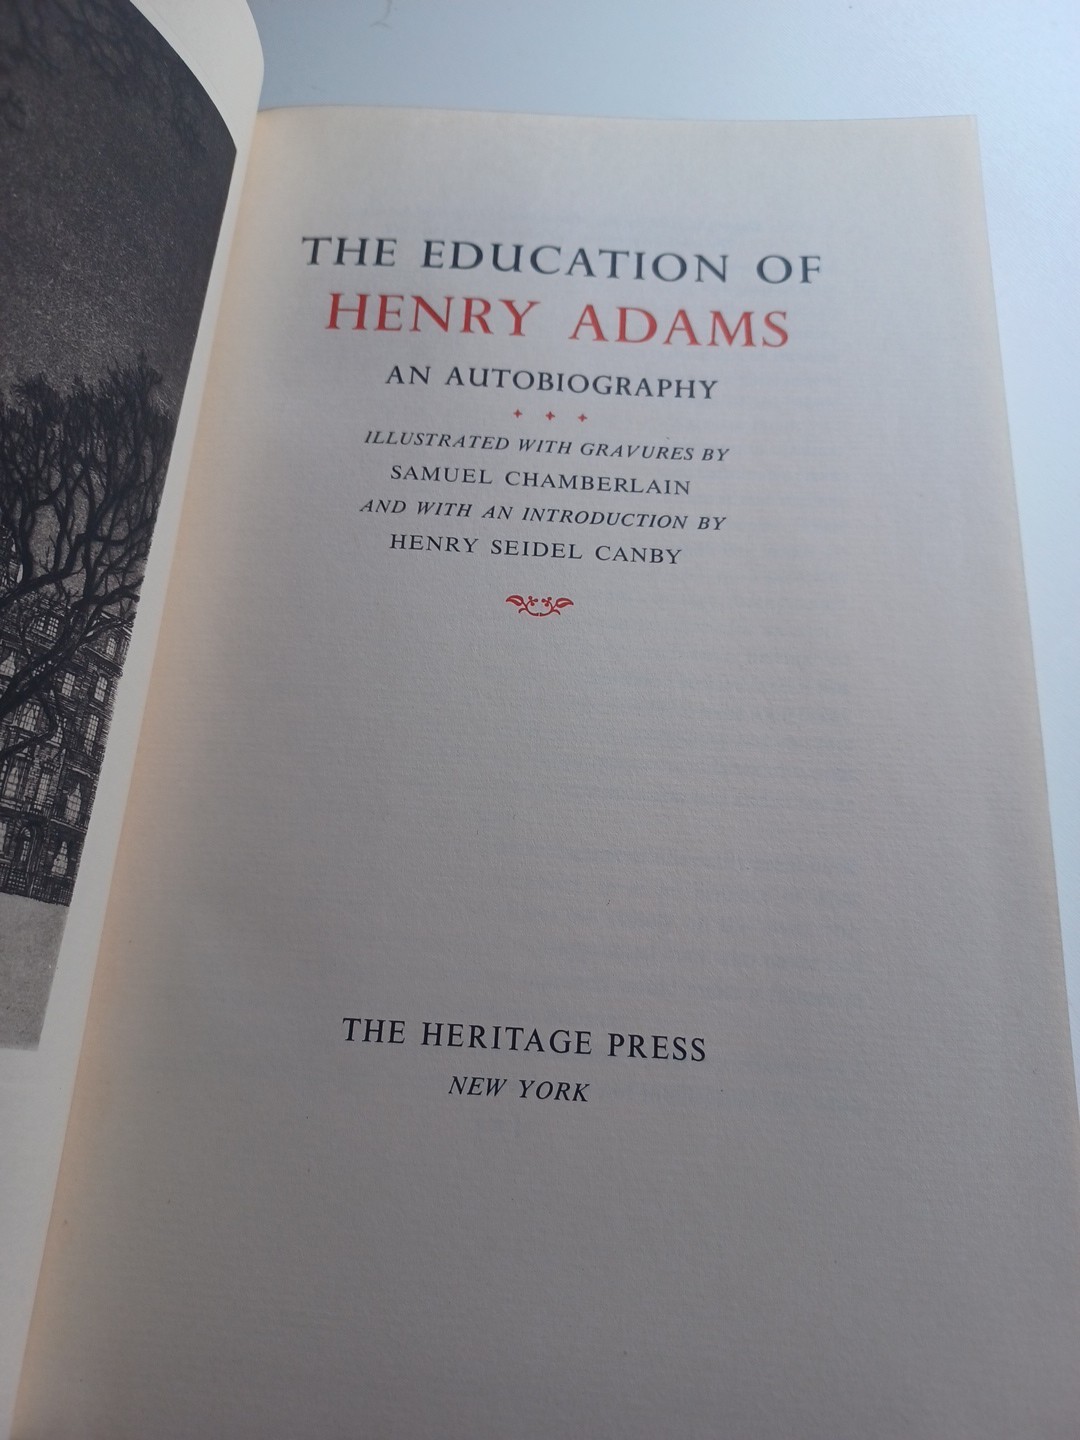 THE EDUCATION OF
HENRY ADAMS
AN AUTOBIOGRAPHY
ILLUSTRATED WITH GRAVURES BY
SAMUEL CHAMBERLAIN
AND WITH AN INTRODUCTION BY
HENRY SEIDEL CANBY
THE HERITAGE PRESS
NEW YORK